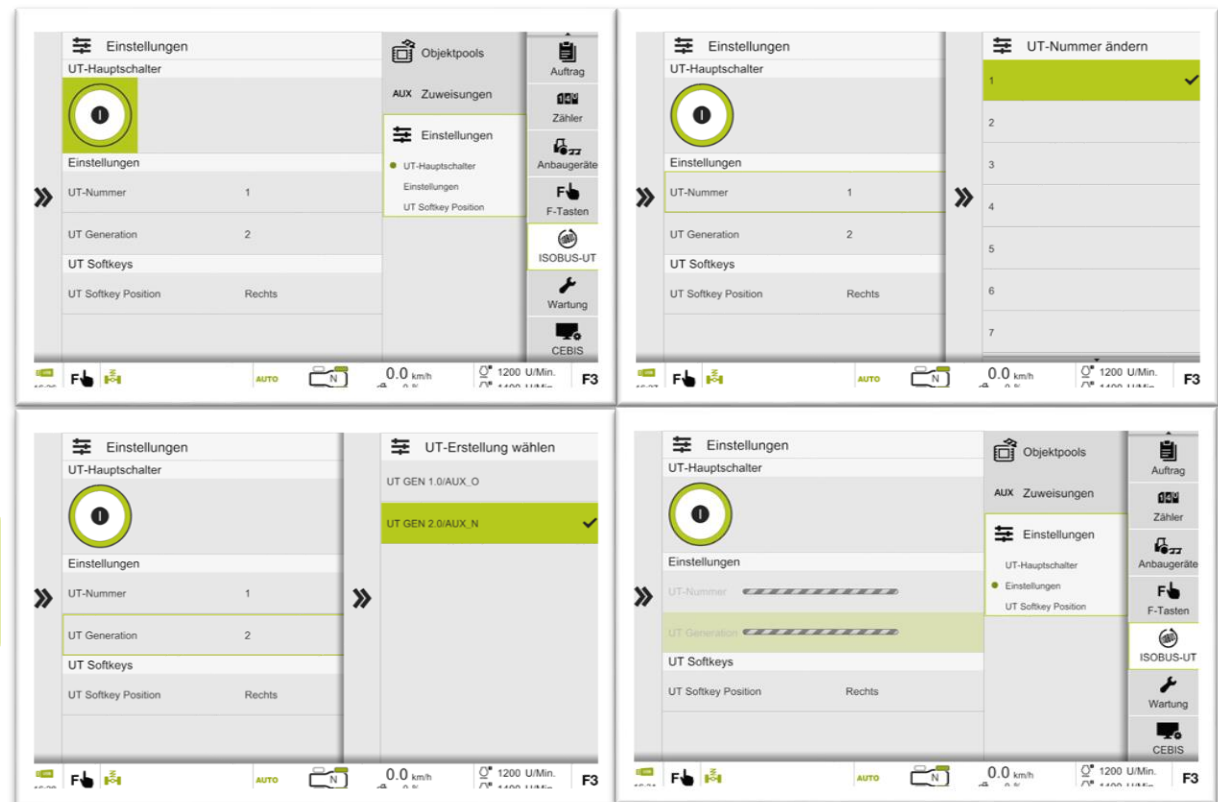 Einstellungen
UT-Hauptschalter
Einstellungen
UT-Nummer 1
UT Generation 2
UT Softkeys
UT Softkey Position Rechts
Objektpools
AUX Zuweisungen
Einstellungen
UT-Hauptschalter
Einstellungen
UT Softkey Position
Auftrag
Zähler
Anbaugeräte
F
F-Tasten
ISOBUS-UT
Wartung
CEBIS
F AUTO N 0.0 km/h 1200 U/Min. F3
Einstellungen
UT-Hauptschalter
Einstellungen
UT-Nummer 1
UT Generation 2
UT Softkeys
UT Softkey Position Rechts
UT-Nummer ändern
1
2
3
4
5
6
7
F AUTO N 0.0 km/h 1200 U/Min. F3
Einstellungen
UT-Hauptschalter
Einstellungen
UT-Nummer 1
UT Generation 2
UT Softkeys
UT Softkey Position Rechts
UT-Erstellung wählen
UT GEN 1.0/AUX_O
UT GEN 2.0/AUX_N
F AUTO N 0.0 km/h 1200 U/Min. F3
Einstellungen
UT-Hauptschalter
Einstellungen
UT-Nummer
UT Generation
UT Softkeys
UT Softkey Position Rechts
Objektpools
AUX Zuweisungen
Einstellungen
UT-Hauptschalter
Einstellungen
UT Softkey Position
Auftrag
Zähler
Anbaugeräte
F
F-Tasten
ISOBUS-UT
Wartung
CEBIS
F AUTO N 0.0 km/h 1200 U/Min. F3